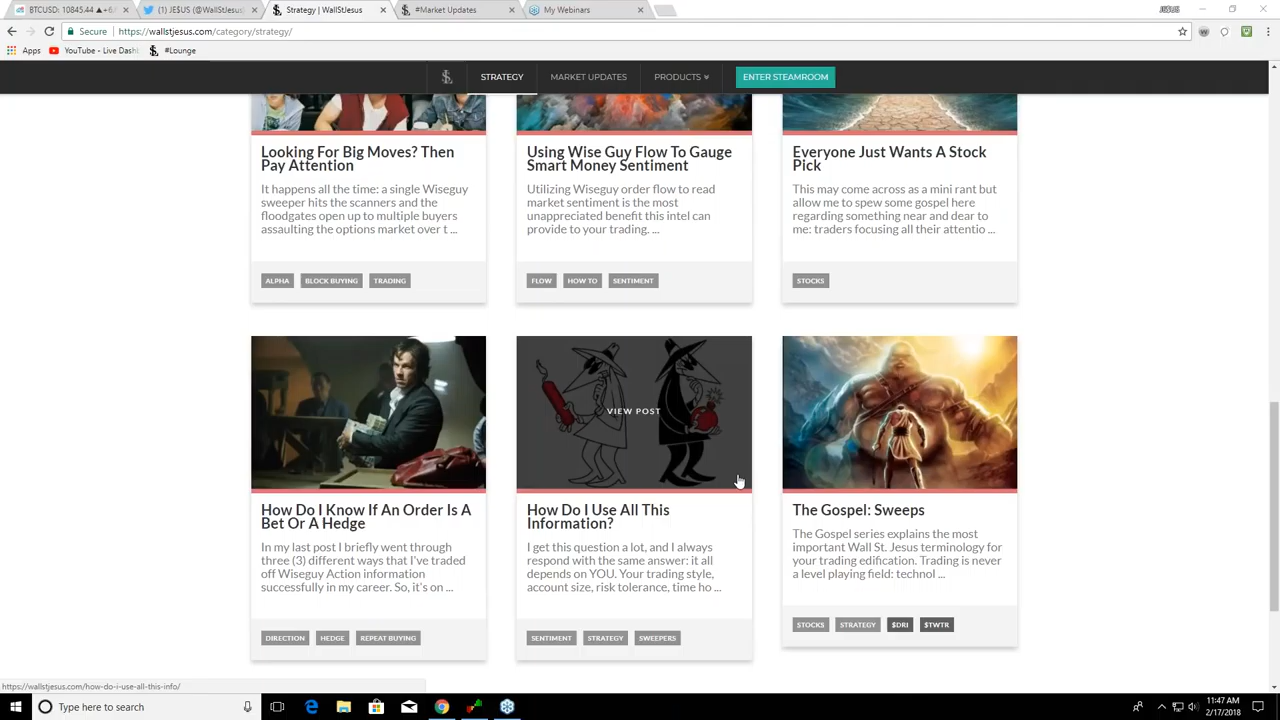 BTCUSD: 10845.44 ▲+6.
(1) JE$US (@WallStJesus)
Strategy | WallStJesus
#Market Updates
My Webinars
JE$US
Secure
https://wallstjesus.com/category/strategy/
Apps
YouTube - Live Dash
#Lounge
STRATEGY
MARKET UPDATES
PRODUCTS
ENTER STEAMROOM
Looking For Big Moves? Then
Pay Attention
It happens all the time: a single Wiseguy
sweeper hits the scanners and the
floodgates open up to multiple buyers
assaulting the options market over t ...
ALPHA
BLOCK BUYING
TRADING
Using Wise Guy Flow To Gauge
Smart Money Sentiment
Utilizing Wiseguy order flow to read
market sentiment is the most
unappreciated benefit this intel can
provide to your trading. ...
FLOW
HOW TO
SENTIMENT
Everyone Just Wants A Stock
Pick
This may come across as a mini rant but
allow me to spew some gospel here
regarding something near and dear to
me: traders focusing all their attentio ...
STOCKS
How Do I Know If An Order Is A
Bet Or A Hedge
In my last post I briefly went through
three (3) different ways that I've traded
off Wiseguy Action information
successfully in my career. So, it's on ...
DIRECTION
HEDGE
REPEAT BUYING
VIEW POST
How Do I Use All This
Information?
I get this question a lot, and I always
respond with the same answer: it all
depends on YOU. Your trading style,
account size, risk tolerance, time ho ...
SENTIMENT
STRATEGY
SWEEPERS
The Gospel: Sweeps
The Gospel series explains the most
important Wall St. Jesus terminology for
your trading edification. Trading is never
a level playing field: technol ...
STOCKS
STRATEGY
$DRI
$TWTR
https://wallstjesus.com/how-do-i-use-all-this-info/
Type here to search
11:47 AM
2/17/2018